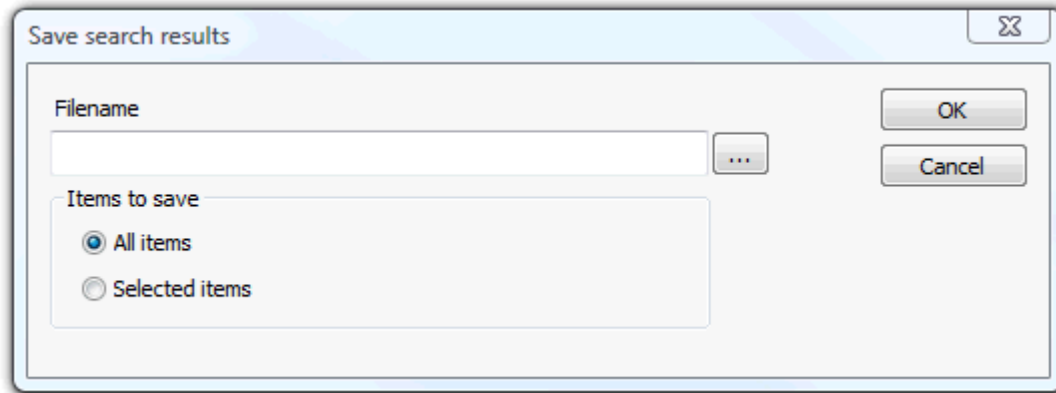 Save search results
Filename
OK
...
Cancel
Items to save
All items
Selected items